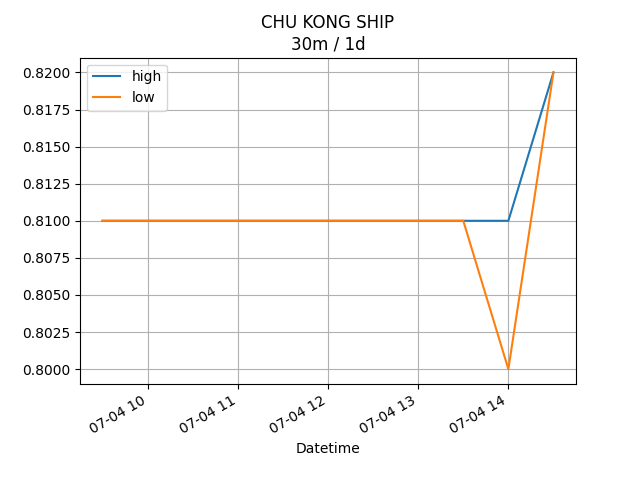 CHU KONG SHIP
30m / 1d
high
low
0.8200
0.8175
0.8150
0.8125
0.8100
0.8075
0.8050
0.8025
0.8000
07-04 10
07-04 11
07-04 12
07-04 13
07-04 14
Datetime